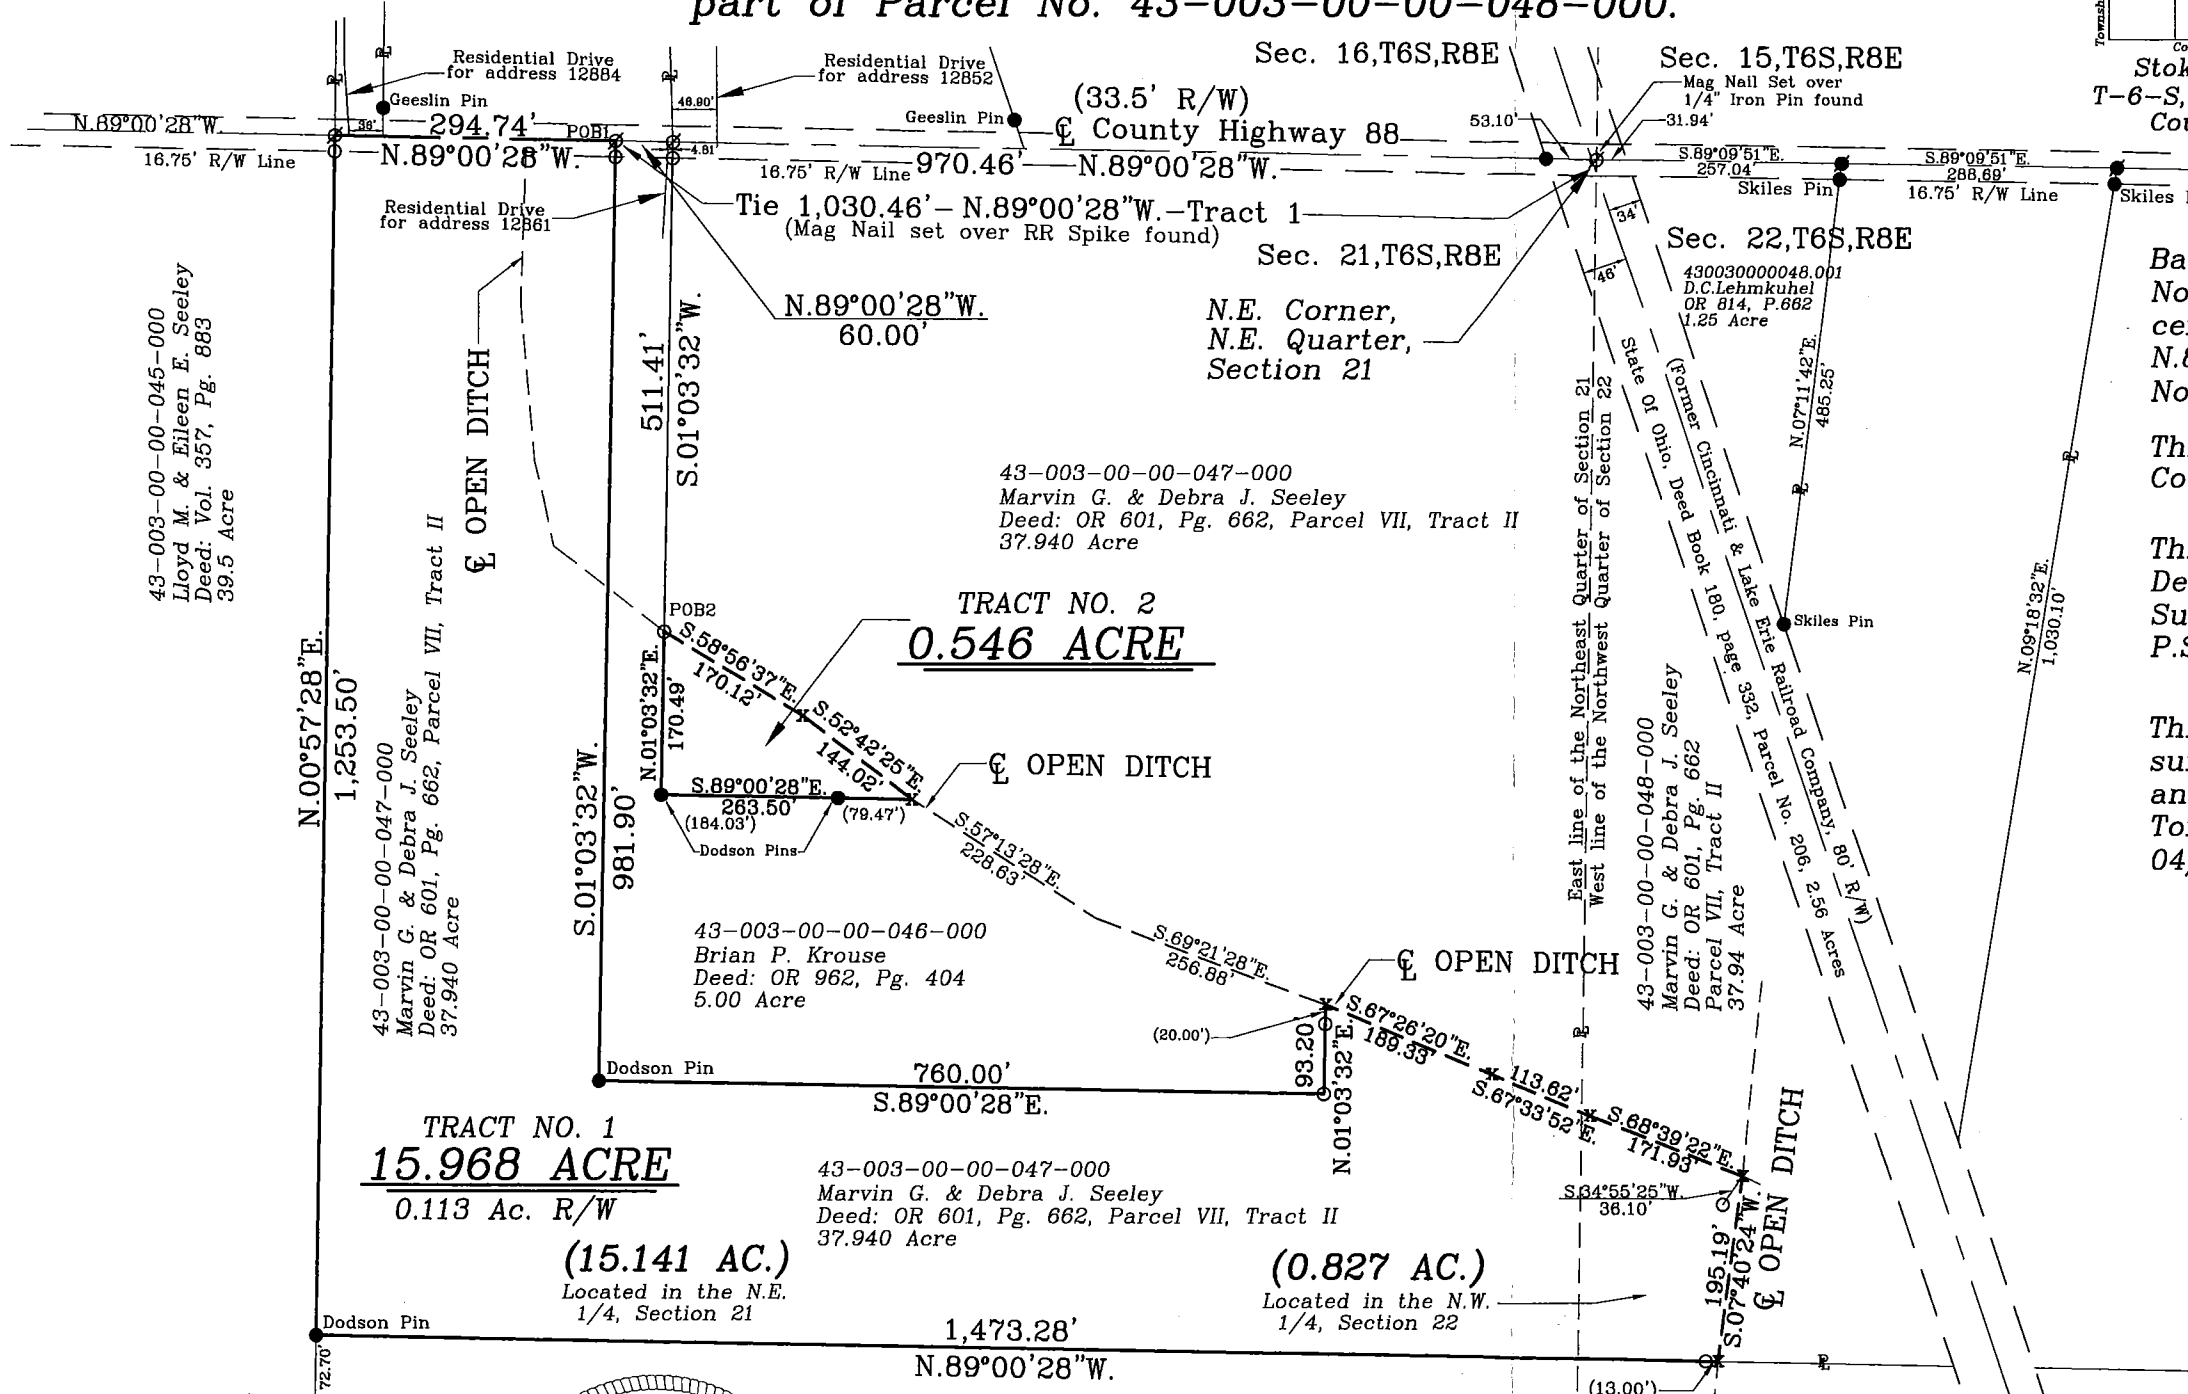 part of Parcel No. 43-003-00-00-048-000.
Residential Drive
for address 12884
Residential Drive
for address 12852
Sec. 16,T6S,R8E
Sec. 15,T6S,R8E
Mag Nail Set over
1/4" Iron Pin found
Township
Geeslin Pin
46.90'
Geeslin Pin
(33.5' R/W)
℄ County Highway 88
53.10'
31.94'
N.89°00'28"W.
294.74'
POB1
16.75' R/W Line
N.89°00'28"W.
4.81'
16.75' R/W Line
970.46'
N.89°00'28"W.
S.89°09'51"E.
257.04'
S.89°09'51"E.
288.69'
Skiles Pin
16.75' R/W Line
Skiles
Residential Drive
for address 12861
Tie 1,030.46'- N.89°00'28"W.-Tract 1
(Mag Nail set over RR Spike found)
34'
46'
Sec. 21,T6S,R8E
Sec. 22,T6S,R8E
430030000048.001
D.C.Lehmkuhel
OR 814, P.662
1.25 Acre
N.89°00'28"W.
60.00'
N.E. Corner,
N.E. Quarter,
Section 21
511.41'
S.01°03'32"W.
℄ OPEN DITCH
43-003-00-00-045-000
Lloyd M. & Eileen E. Seeley
Deed: Vol. 357, Pg. 883
39.5 Acre
43-003-00-00-047-000
Marvin G. & Debra J. Seeley
Deed: OR 601, Pg. 662, Parcel VII, Tract II
37.940 Acre
N.07°11'42"E.
485.25'
State Of Ohio, Deed Book 180, page 332, Parcel No. 206, 2.56 Acres
(Former Cincinnati & Lake Erie Railroad Company, 80' R/W)
East line of the Northeast Quarter of Section 21
West line of the Northwest Quarter of Section 22
Skiles Pin
N.09°18'32"E.
1,030.10'
POB2
TRACT NO. 2
0.546 ACRE
S.58°56'37"E.
170.12'
S.52°42'25"E.
144.02'
N.01°03'32"E.
170.49'
S.89°00'28"E.
263.50'
(184.03')
(79.47')
Dodson Pins
℄ OPEN DITCH
N.00°57'28"E.
1,253.50'
43-003-00-00-047-000
Marvin G. & Debra J. Seeley
Deed: OR 601, Pg. 662, Parcel VII, Tract II
37.940 Acre
S.01°03'32"W.
981.90'
S.57°13'28"E.
228.63'
S.69°21'28"E.
256.88'
43-003-00-00-046-000
Brian P. Krouse
Deed: OR 962, Pg. 404
5.00 Acre
℄ OPEN DITCH
43-003-00-00-048-000
Marvin G. & Debra J. Seeley
Deed: OR 601, Pg. 662
Parcel VII, Tract II
37.94 Acre
(20.00')
93.20
N.01°03'32"E.
S.67°26'20"E.
189.33'
113.62'
S.67°33'52"E.
S.68°39'22"E.
171.93'
Dodson Pin
760.00'
S.89°00'28"E.
TRACT NO. 1
15.968 ACRE
0.113 Ac. R/W
43-003-00-00-047-000
Marvin G. & Debra J. Seeley
Deed: OR 601, Pg. 662, Parcel VII, Tract II
37.940 Acre
S.34°55'25"W.
36.10'
195.19'
S.07°40'24"W.
℄ OPEN DITCH
(15.141 AC.)
Located in the N.E.
1/4, Section 21
(0.827 AC.)
Located in the N.W.
1/4, Section 22
Dodson Pin
1,473.28'
N.89°00'28"W.
72.70'
(13.00')
T-6-S,
04